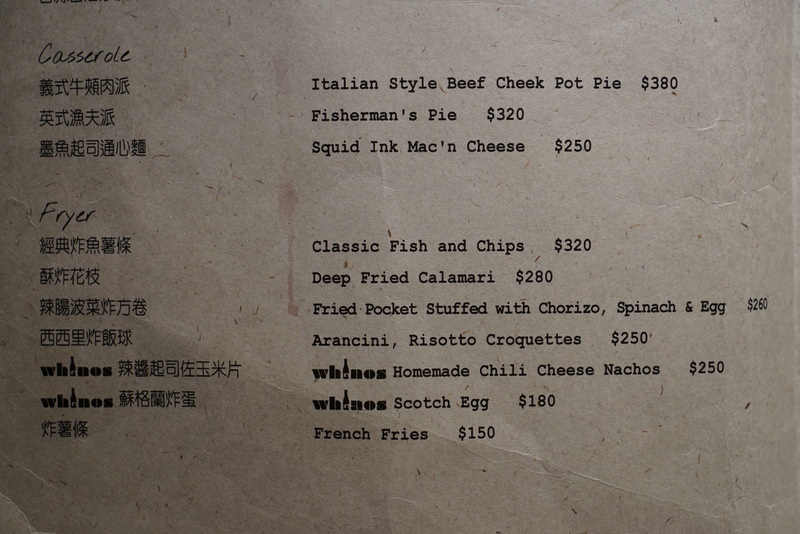 Casserole
義式牛頰肉派 Italian Style Beef Cheek Pot Pie $380
英式漁夫派 Fisherman's Pie $320
墨魚起司通心麵 Squid Ink Mac'n Cheese $250
Fryer
經典炸魚薯條 Classic Fish and Chips $320
酥炸花枝 Deep Fried Calamari $280
辣腸波菜炸方卷 Fried Pocket Stuffed with Chorizo, Spinach & Egg $260
西西里炸飯球 Arancini, Risotto Croquettes $250
whinos 辣醬起司佐玉米片 whinos Homemade Chili Cheese Nachos $250
whinos 蘇格蘭炸蛋 whinos Scotch Egg $180
炸薯條 French Fries $150